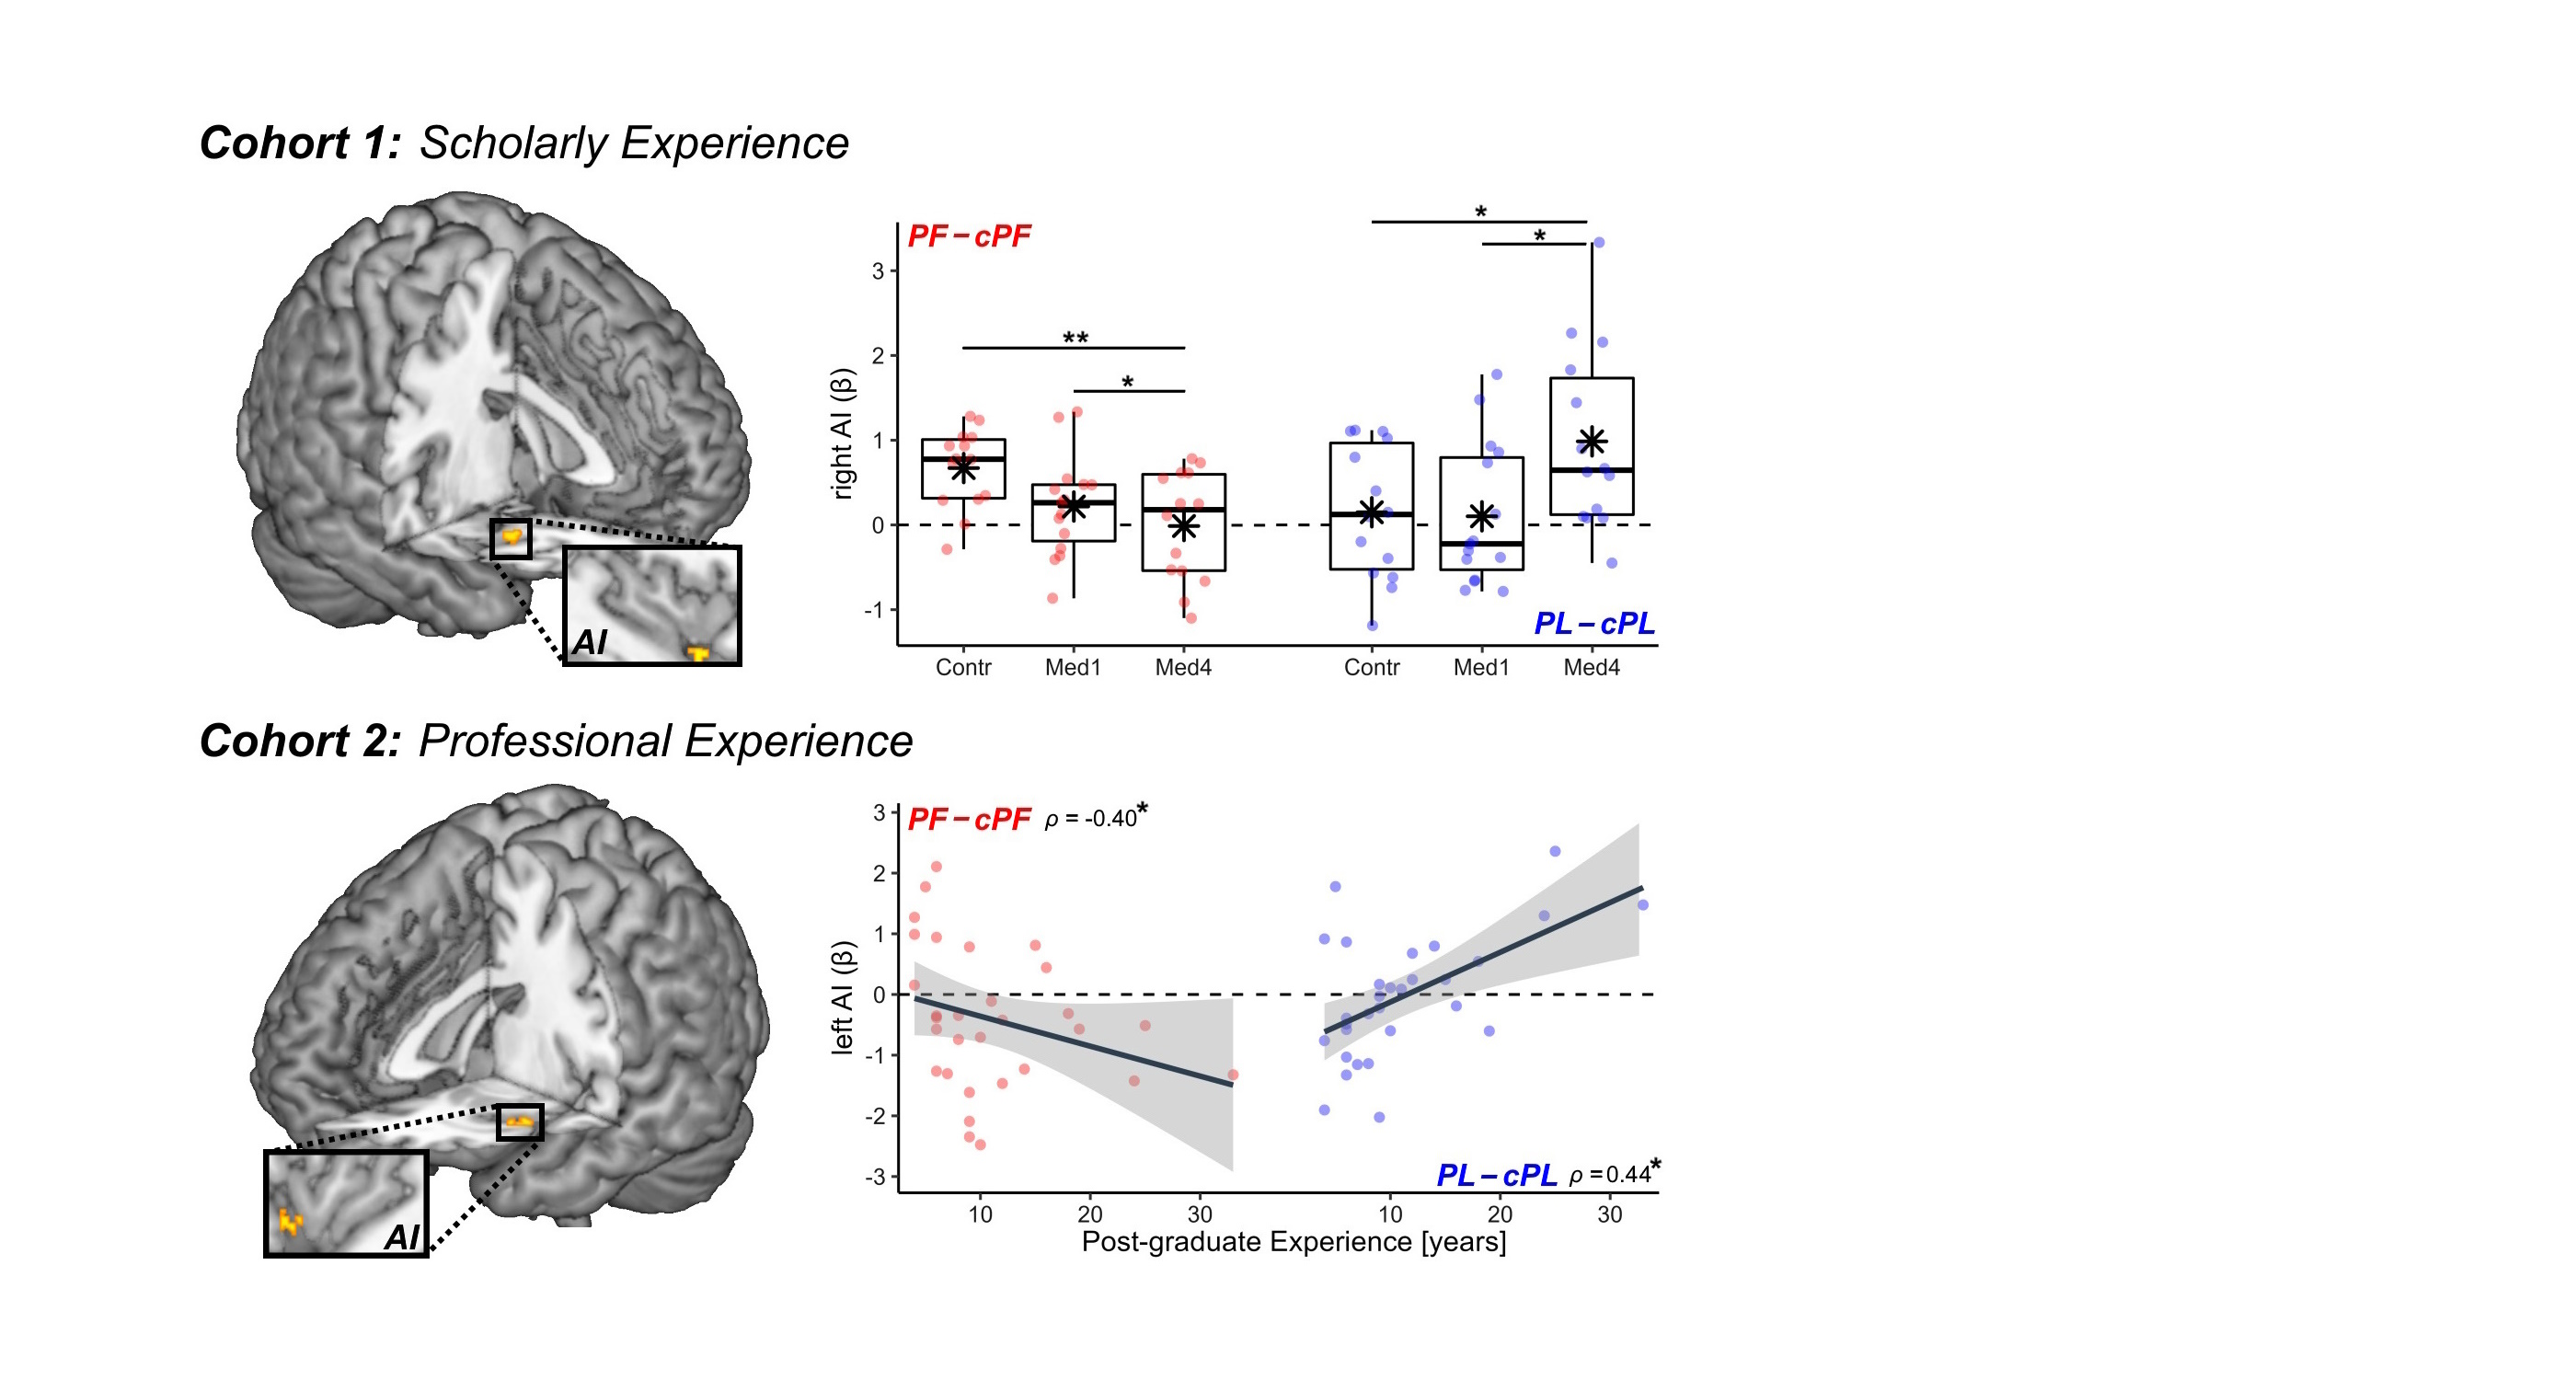 Cohort 1: Scholarly Experience
PF – cPF
right AI (β)
3
2
1
0
-1
**
*
*
*
Contr Med1 Med4 Contr Med1 Med4
PL – cPL
AI
Cohort 2: Professional Experience
PF – cPF ρ = -0.40*
left AI (β)
3
2
1
0
-1
-2
-3
PL – cPL ρ =0.44*
10 20 30 10 20 30
Post-graduate Experience [years]
AI